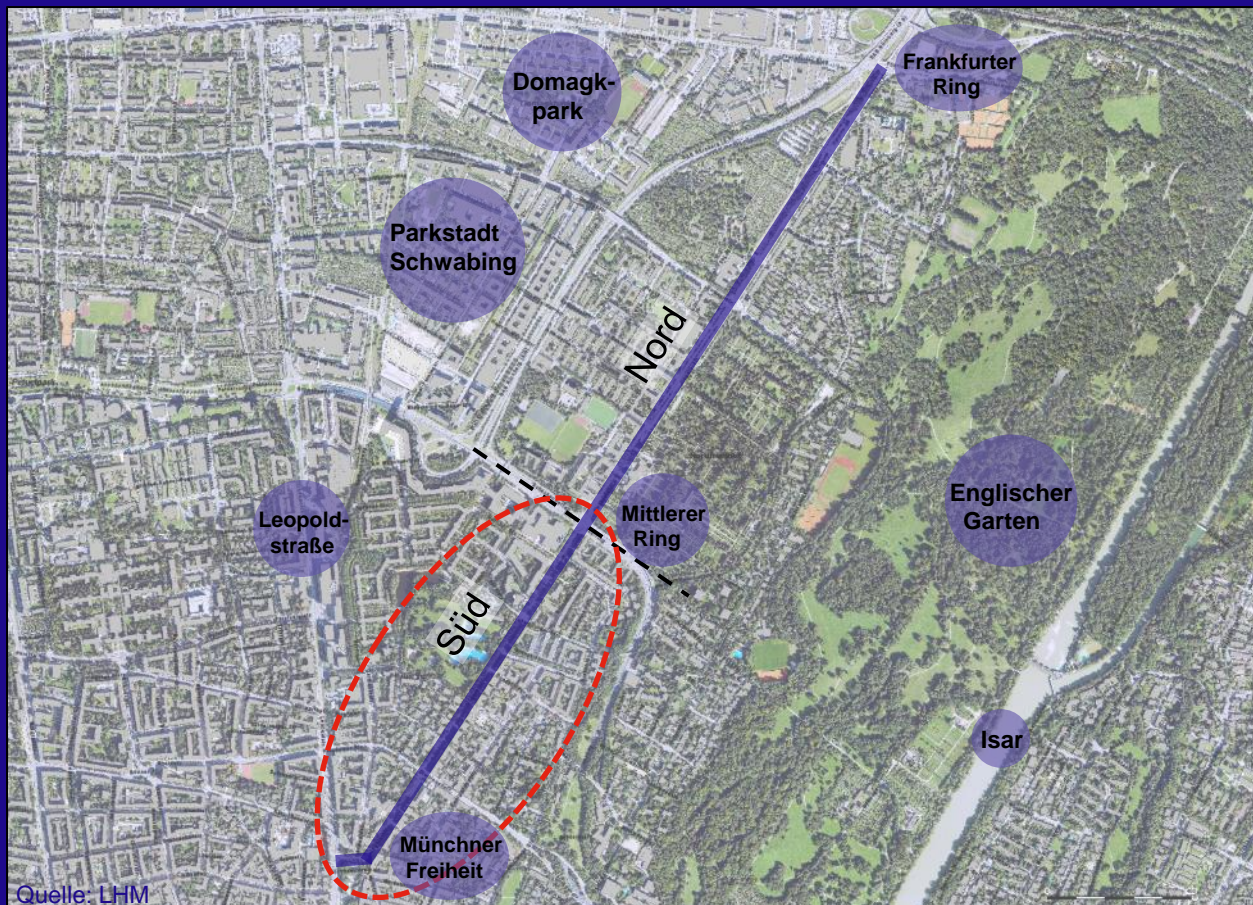 Frankfurter
Ring
Domagk-
park
Parkstadt
Schwabing
Nord
Englischer
Garten
Leopold-
straße
Mittlerer
Ring
Süd
Isar
Münchner
Freiheit
Quelle: LHM